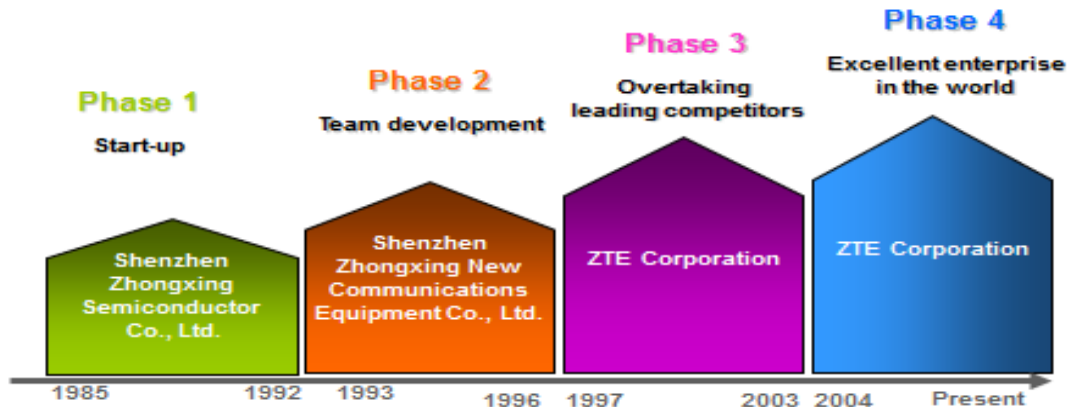 Phase 1
Start-up
Shenzhen
Zhongxing
Semiconductor
Co., Ltd.
1985
1992
Phase 2
Team development
Shenzhen
Zhongxing New
Communications
Equipment Co., Ltd.
1993
1996
Phase 3
Overtaking
leading competitors
ZTE Corporation
1997
2003
Phase 4
Excellent enterprise
in the world
ZTE Corporation
2004
Present